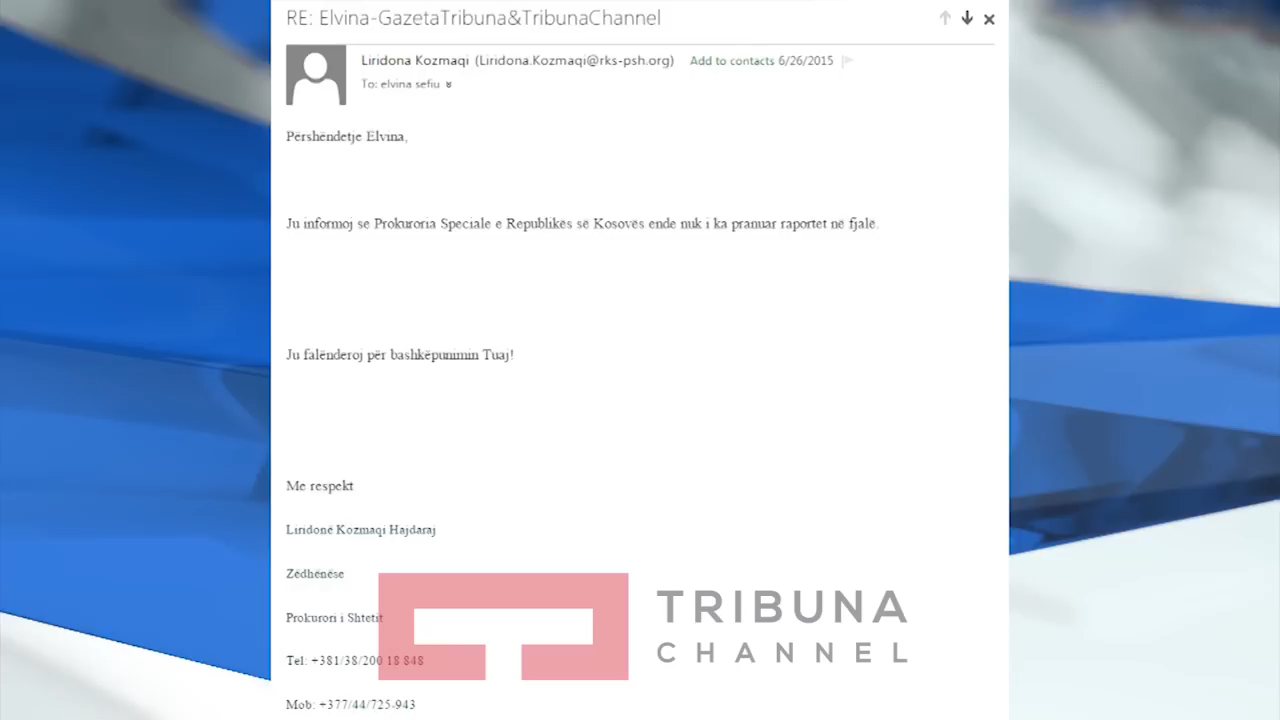 RE: Elvina-GazetaTribuna&TribunaChannel
Liridona Kozmaqi (Liridona.Kozmaqi@rks-psh.org) Add to contacts 6/26/2015
To: elvina sefiu
Përshëndetje Elvina,
Ju informoj se Prokuroria Speciale e Republikës së Kosovës ende nuk i ka pranuar raportet në fjalë.
Ju falënderoj për bashkëpunimin Tuaj!
Me respekt
Liridonë Kozmaqi Hajdaraj
Zëdhënëse
Prokurori i Shtetit
Tel: +381/38/200 18 848
Mob: +377/44/725-943
TRIBUNA
CHANNEL